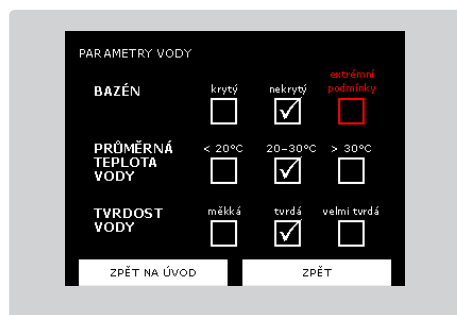 PARAMETRY VODY
extrémní
BAZÉN krytý nekrytý podmínky
PRŮMĚRNÁ < 20°C 20–30°C > 30°C
TEPLOTA
VODY
TVRDOST měkká tvrdá velmi tvrdá
VODY
ZPĚT NA ÚVOD ZPĚT